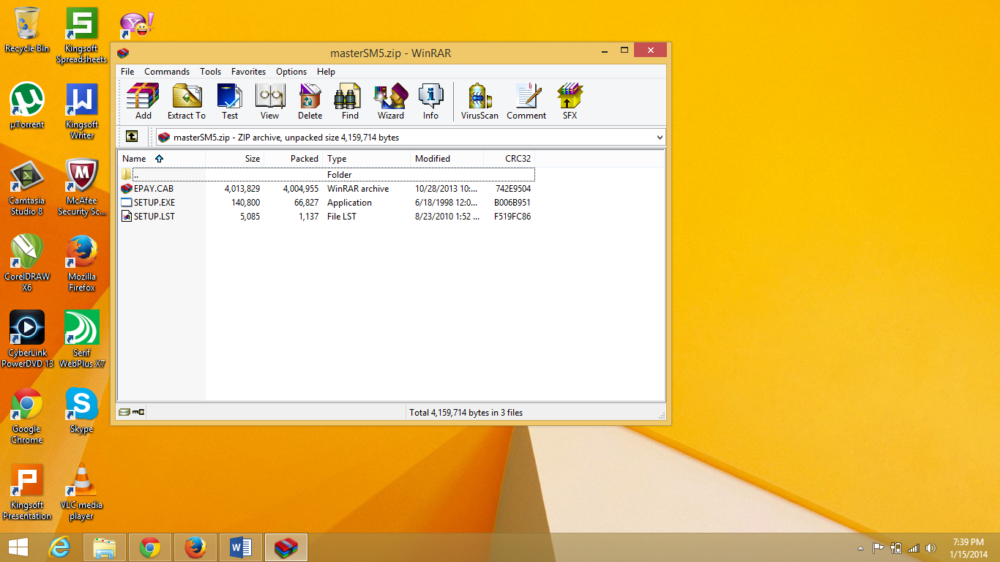 Recycle Bin
Kingsoft
Spreadsheets
µTorrent
Kingsoft
Writer
Camtasia
Studio 8
McAfee
Security Sc...
CorelDRAW
X6
Mozilla
Firefox
CyberLink
PowerDVD 13
Serif
WebPlus X7
Google
Chrome
Skype
Kingsoft
Presentation
VLC media
player
masterSM5.zip - WinRAR
File Commands Tools Favorites Options Help
Add Extract To Test View Delete Find Wizard Info VirusScan Comment SFX
masterSM5.zip - ZIP archive, unpacked size 4,159,714 bytes
Name Size Packed Type Modified CRC32
.. Folder
EPAY.CAB 4,013,829 4,004,955 WinRAR archive 10/28/2013 10:... 742E9504
SETUP.EXE 140,800 66,827 Application 6/18/1998 12:0... B006B951
SETUP.LST 5,085 1,137 File LST 8/23/2010 1:52 ... F519FC86
Total 4,159,714 bytes in 3 files
7:39 PM
1/15/2014